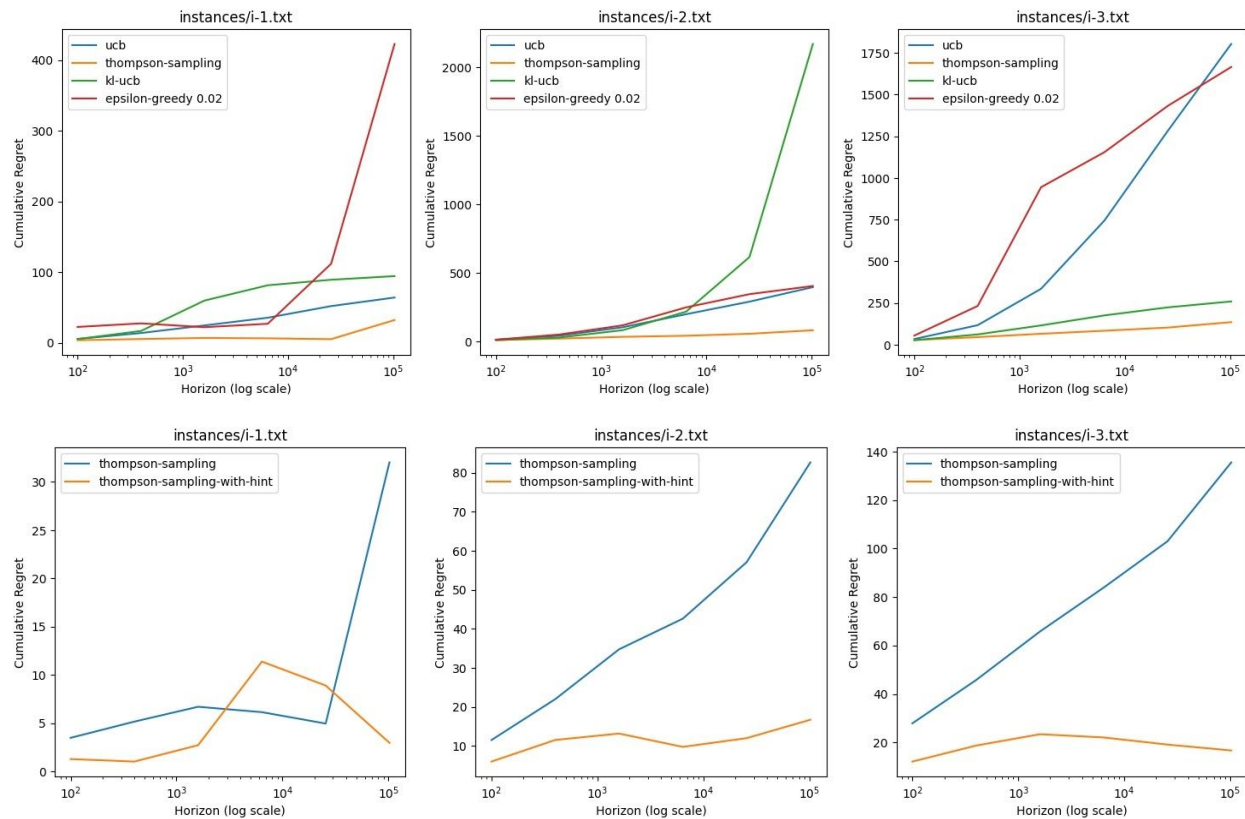 instances/i-1.txt
400
300
200
100
0
Cumulative Regret
ucb
thompson-sampling
kl-ucb
epsilon-greedy 0.02
10²
10³
10⁴
10⁵
Horizon (log scale)
instances/i-2.txt
2000
1500
1000
500
0
Cumulative Regret
ucb
thompson-sampling
kl-ucb
epsilon-greedy 0.02
10²
10³
10⁴
10⁵
Horizon (log scale)
instances/i-3.txt
1750
1500
1250
1000
750
500
250
0
Cumulative Regret
ucb
thompson-sampling
kl-ucb
epsilon-greedy 0.02
10²
10³
10⁴
10⁵
Horizon (log scale)
instances/i-1.txt
30
25
20
15
10
5
0
Cumulative Regret
thompson-sampling
thompson-sampling-with-hint
10²
10³
10⁴
10⁵
Horizon (log scale)
instances/i-2.txt
80
70
60
50
40
30
20
10
Cumulative Regret
thompson-sampling
thompson-sampling-with-hint
10²
10³
10⁴
10⁵
Horizon (log scale)
instances/i-3.txt
140
120
100
80
60
40
20
Cumulative Regret
thompson-sampling
thompson-sampling-with-hint
10²
10³
10⁴
10⁵
Horizon (log scale)